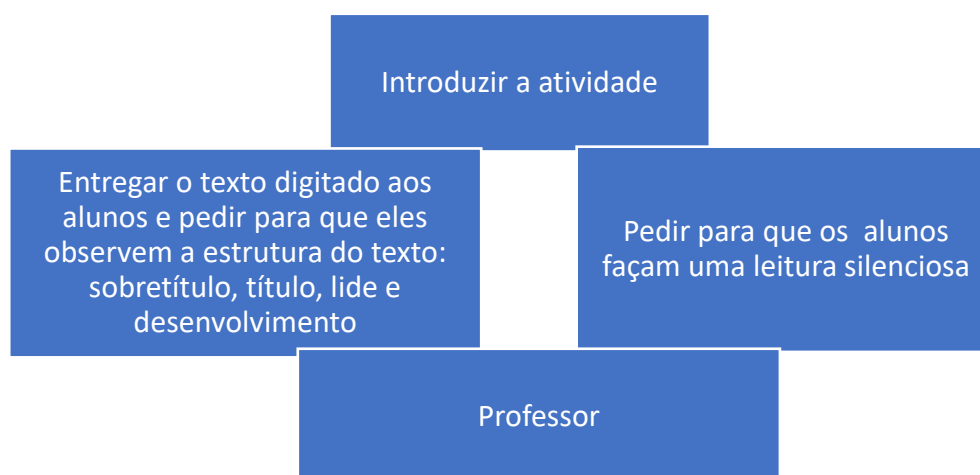 Introduzir a atividade
Entregar o texto digitado aos
alunos e pedir para que eles
observem a estrutura do texto:
sobretítulo, título, lide e
desenvolvimento
Pedir para que os  alunos
façam uma leitura silenciosa
Professor